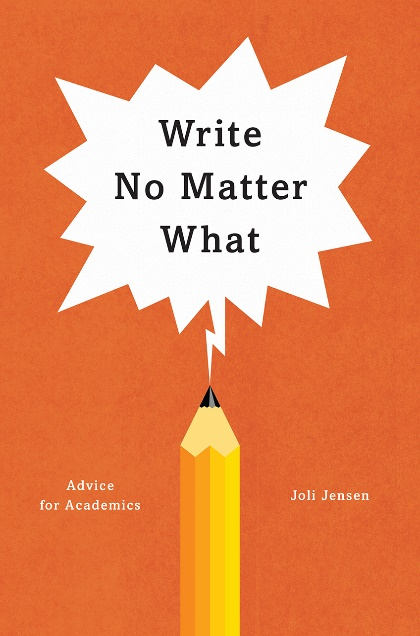 Write
No Matter
What
Advice
for Academics
Joli Jensen